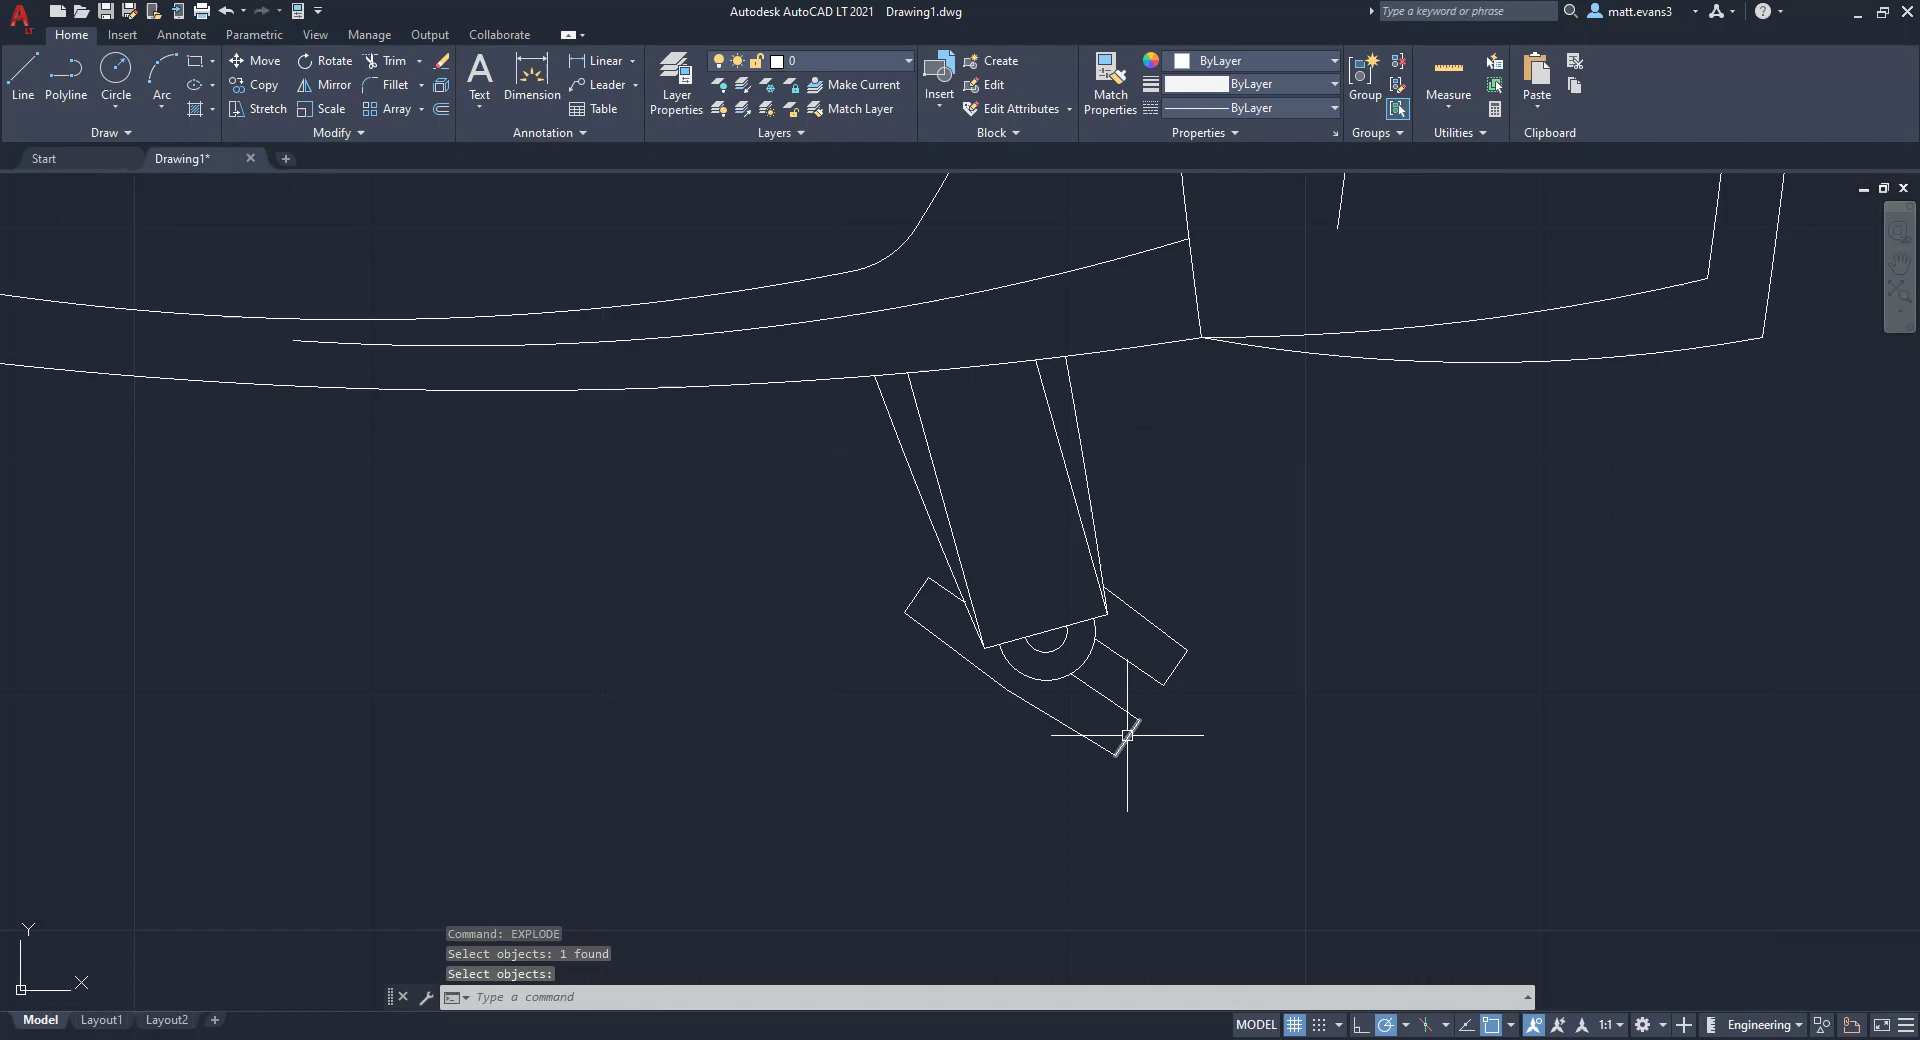 Autodesk AutoCAD LT 2021 Drawing1.dwg
Type a keyword or phrase
matt.evans3
LT
Home Insert Annotate Parametric View Manage Output Collaborate
Line Polyline Circle Arc
Draw
Move Rotate Trim
Copy Mirror Fillet
Stretch Scale Array
Modify
Text Dimension
Linear
Leader
Table
Annotation
Layer Properties
0
Make Current
Match Layer
Layers
Insert
Create
Edit
Edit Attributes
Block
Match Properties
ByLayer
ByLayer
ByLayer
Properties
Group
Groups
Measure
Utilities
Paste
Clipboard
Start Drawing1*
Y
X
Command: EXPLODE
Select objects: 1 found
Select objects:
Type a command
Model Layout1 Layout2
MODEL 1:1 Engineering